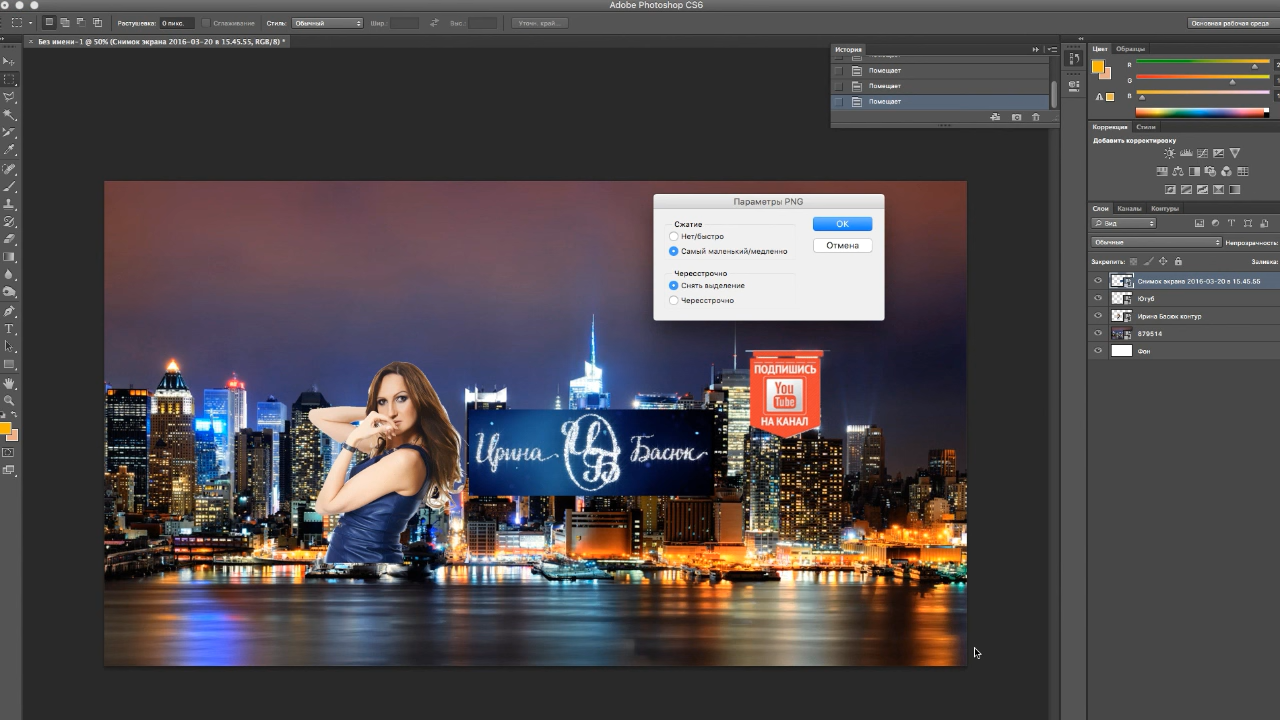 Adobe Photoshop CS6
Растушевка: 0 пикс. Сглаживание Стиль: Обычный Шир.: Выс.: Уточн. край... Основная рабочая среда
× Без имени-1 @ 50% (Снимок экрана 2016-03-20 в 15.45.55, RGB/8) *
История
Помещает
Помещает
Помещает
Помещает
Цвет Образцы
R
G
B
Коррекция Стили
Добавить корректировку
Слои Каналы Контуры
Вид
Обычные Непрозрачность:
Закрепить: Заливка:
Снимок экрана 2016-03-20 в 15.45.55
Ютуб
Ирина Басюк контур
879514
Фон
Параметры PNG
Сжатие
Нет/быстро
Самый маленький/медленно
Чересстрочно
Снять выделение
Чересстрочно
OK
Отмена
ПОДПИШИСЬ
You
Tube
НА КАНАЛ
Ирина ИБ Басюк